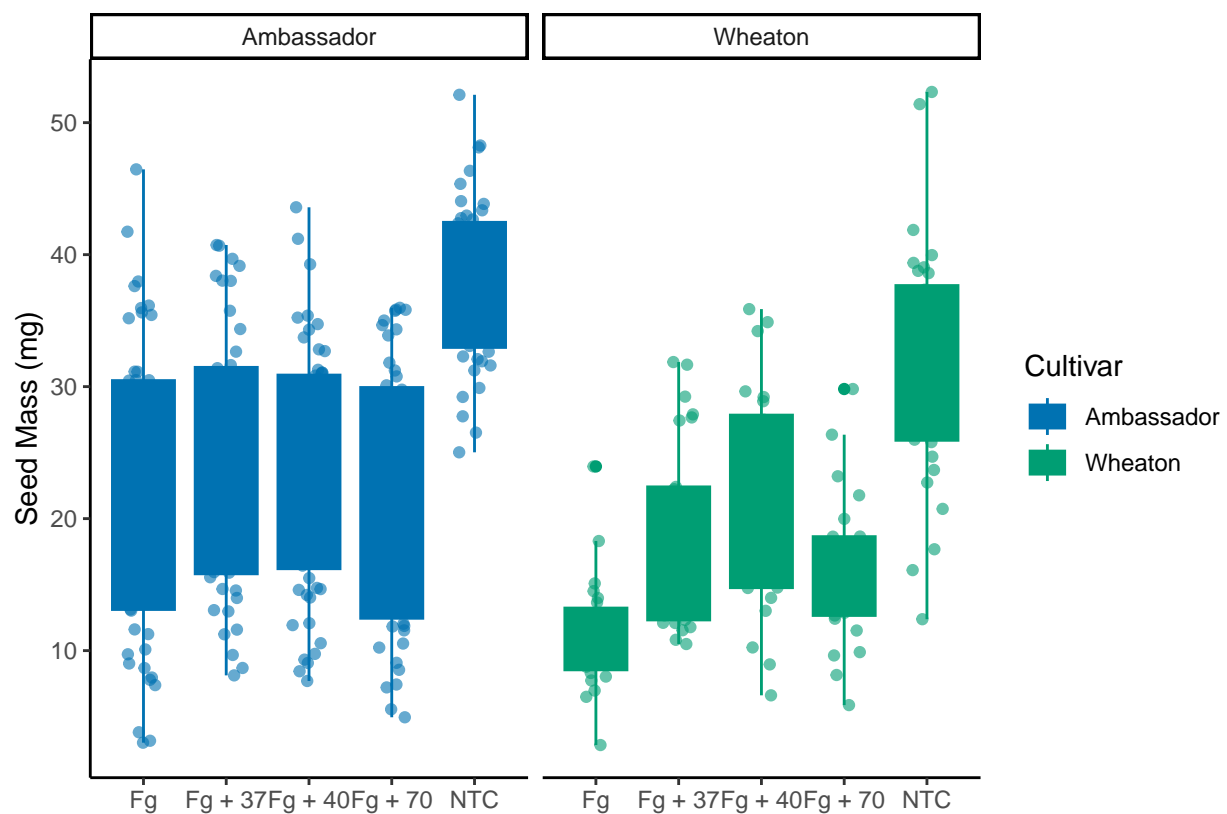 Ambassador Wheaton
Seed Mass (mg)
50
40
30
20
10
Fg Fg + 37 Fg + 40 Fg + 70 NTC Fg Fg + 37 Fg + 40 Fg + 70 NTC
Cultivar
Ambassador
Wheaton